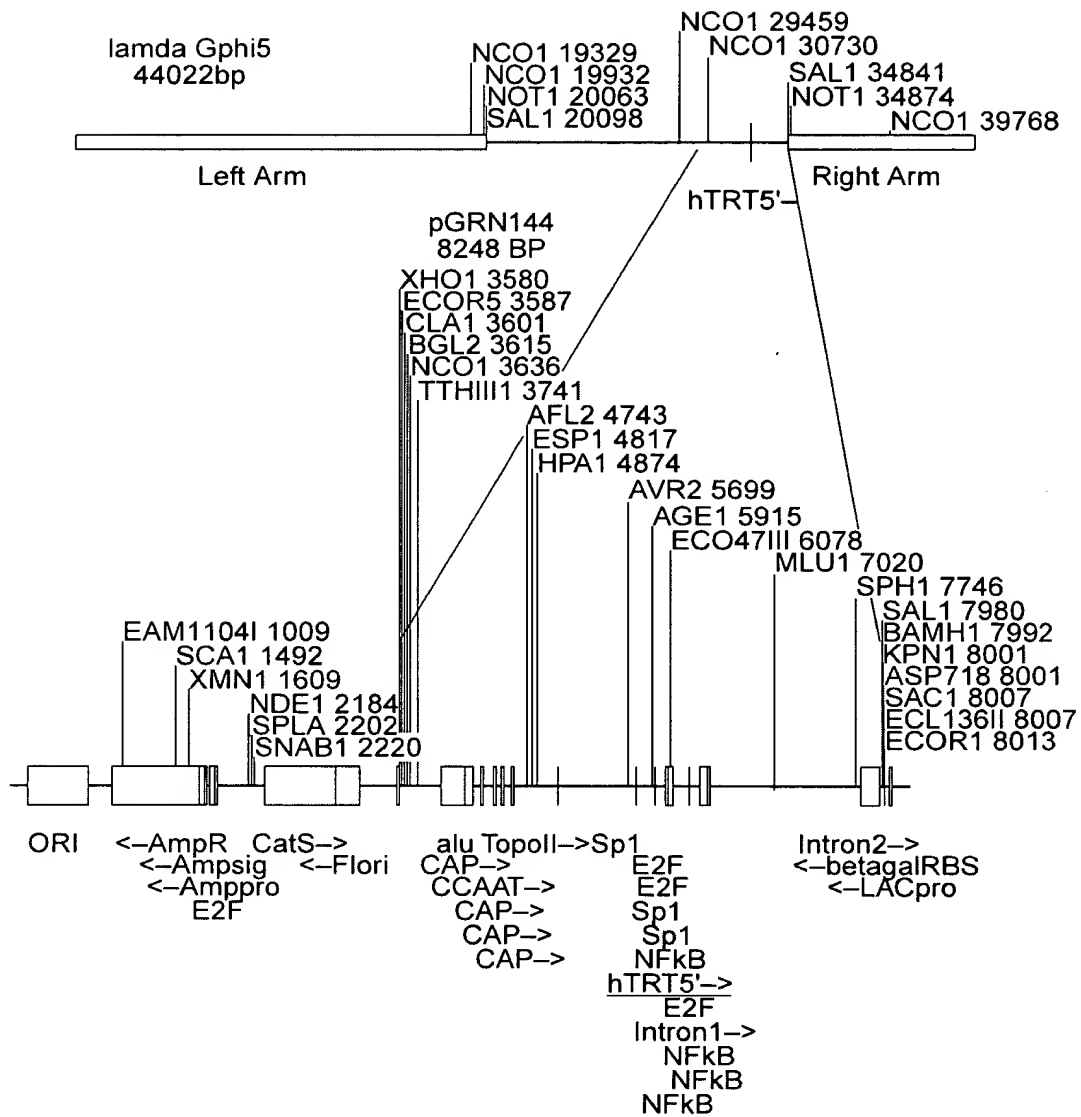 lamda Gphi5
44022bp
NCO1 19329
NCO1 19932
NOT1 20063
SAL1 20098
NCO1 29459
NCO1 30730
SAL1 34841
NOT1 34874
NCO1 39768
Left Arm
Right Arm
hTRT5'–
pGRN144
8248 BP
XHO1 3580
ECOR5 3587
CLA1 3601
BGL2 3615
NCO1 3636
TTHIII1 3741
AFL2 4743
ESP1 4817
HPA1 4874
AVR2 5699
AGE1 5915
ECO47III 6078
MLU1 7020
SPH1 7746
SAL1 7980
BAMH1 7992
KPN1 8001
ASP718 8001
SAC1 8007
ECL136II 8007
ECOR1 8013
EAM1104I 1009
SCA1 1492
XMN1 1609
NDE1 2184
SPLA 2202
SNAB1 2220
ORI
<–AmpR
<–Ampsig
<–Amppro
E2F
CatS–>
<–Flori
alu TopoII–>Sp1
CAP–>
CCAAT–>
CAP–>
CAP–>
CAP–>
E2F
E2F
Sp1
Sp1
NFkB
hTRT5'–>
E2F
Intron1–>
NFkB
NFkB
NFkB
Intron2–>
<–betagalRBS
<–LACpro